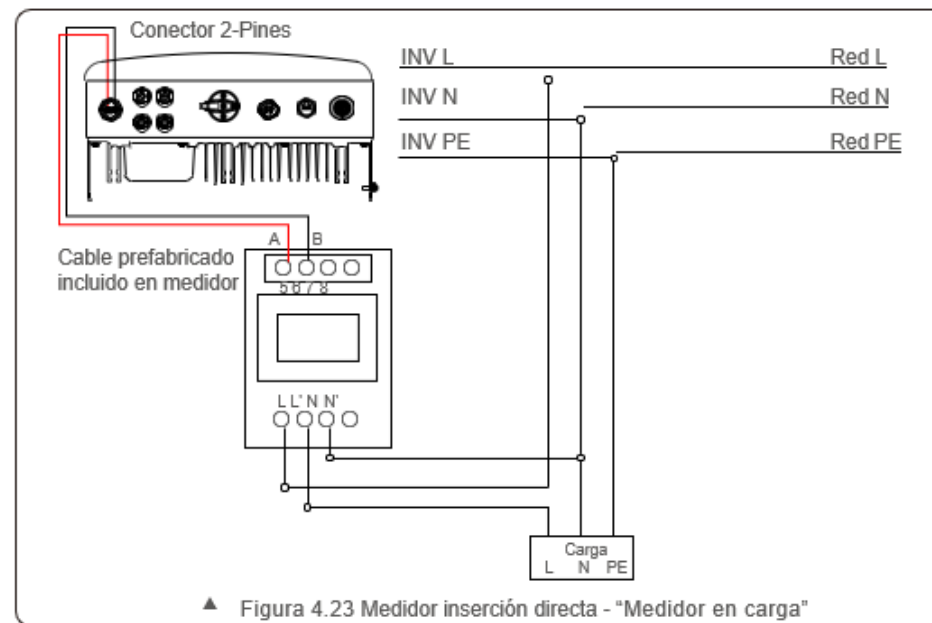 Conector 2-Pines
INV L
Red L
INV N
Red N
INV PE
Red PE
A B
Cable prefabricado
incluido en medidor
5 6 7 8
L L' N N'
Carga
L N PE
▲ Figura 4.23 Medidor inserción directa - “Medidor en carga”